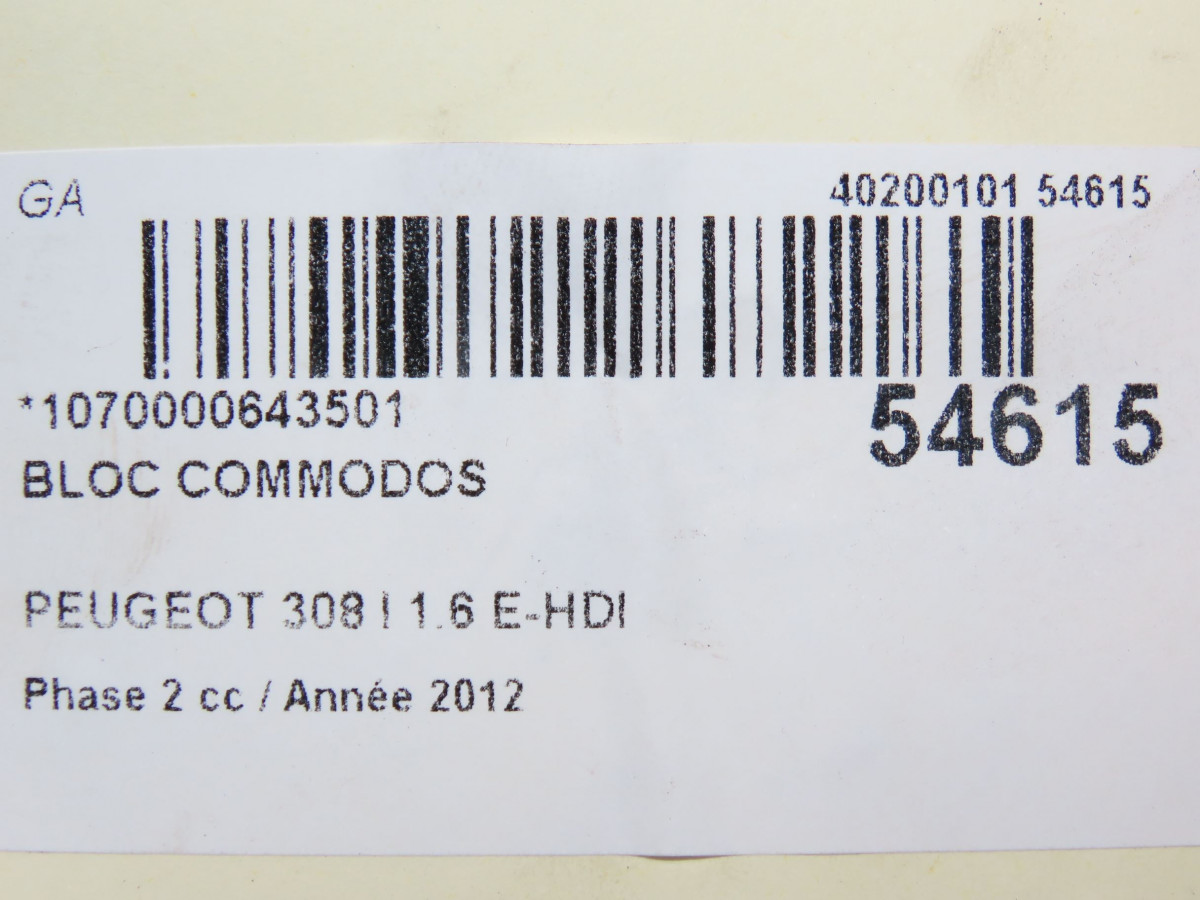 GA
40200101 54615
*1070000643501
54615
BLOC COMMODOS
PEUGEOT 308 I 1.6 E-HDI
Phase 2 cc / Année 2012